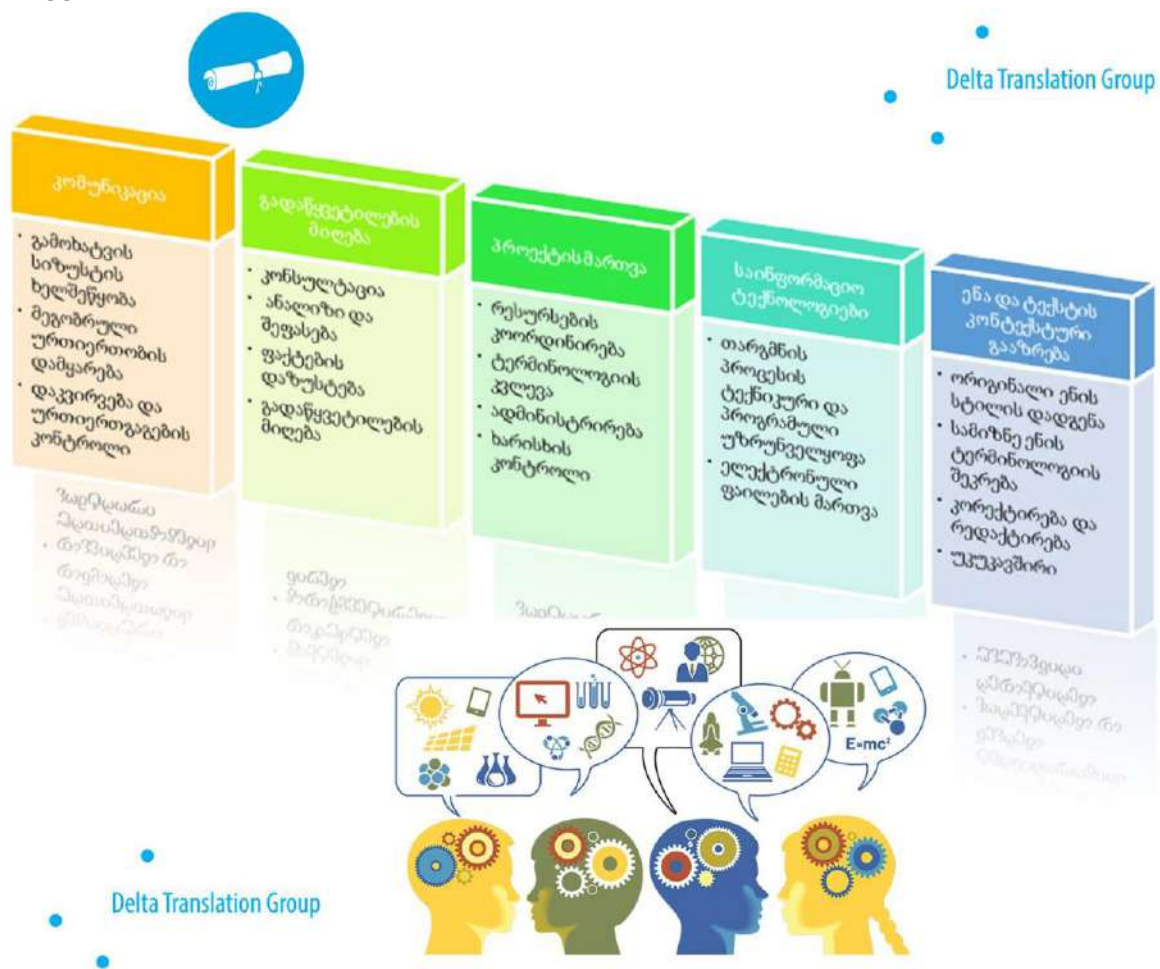 Delta Translation Group
კომუნიკაცია
• გამოხატვის
სიზუსტის
ხელშეწყობა
• მეგობრული
ურთიერთობის
დამყარება
• დაკვირვება და
ურთიერთგაგების
კონტროლი
გადაწყვეტილების
მიღება
• კონსულტაცია
• ანალიზი და
შეფასება
• ფაქტების
დაზუსტება
• გადაწყვეტილების
მიღება
პროექტის მართვა
• რესურსების
კოორდინირება
• ტერმინოლოგიის
კვლევა
• ადმინისტრირება
• ხარისხის
კონტროლი
საინფორმაციო
ტექნოლოგიები
• თარგმნის
პროცესის
ტექნიკური და
პროგრამული
უზრუნველყოფა
• ელექტრონული
ფაილების მართვა
ენა და ტექსტის
კონტექსტური
გააზრება
• ორიგინალი ენის
სტილის დადგენა
• სამიზნე ენის
ტერმინოლოგიის
შეკრება
• კორექტირება და
რედაქტირება
• უკუკავშირი
E=mc²
Delta Translation Group